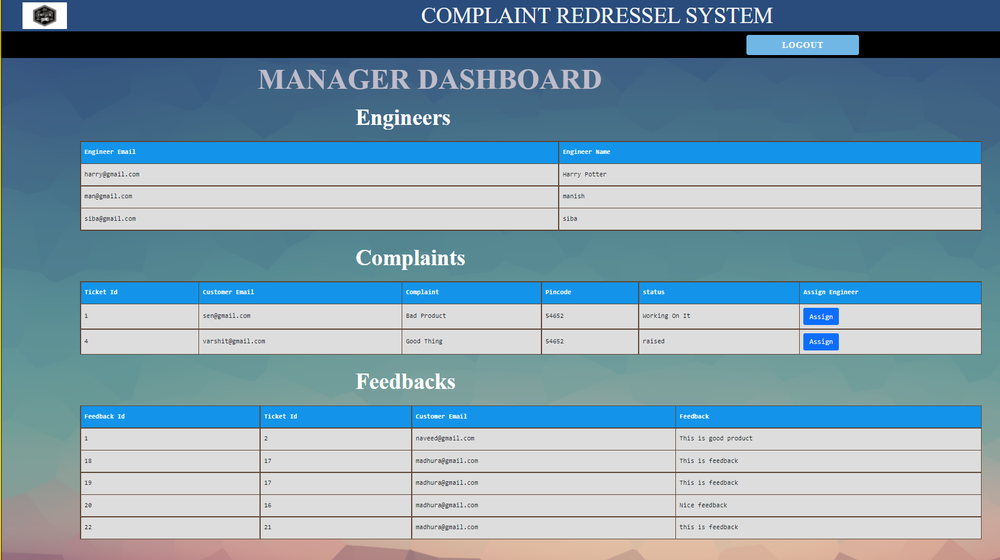 COMPLAINT REDRESSEL SYSTEM
LOGOUT
MANAGER DASHBOARD
Engineers
Engineer Email Engineer Name
harry@gmail.com Harry Potter
man@gmail.com manish
siba@gmail.com siba
Complaints
Ticket Id Customer Email Complaint Pincode status Assign Engineer
1 sen@gmail.com Bad Product 54652 Working On It Assign
4 varshit@gmail.com Good Thing 54652 raised Assign
Feedbacks
Feedback Id Ticket Id Customer Email Feedback
1 2 naveed@gmail.com This is good product
18 17 madhura@gmail.com This is feedback
19 17 madhura@gmail.com This is feedback
20 16 madhura@gmail.com Nice feedback
22 21 madhura@gmail.com this is feedback